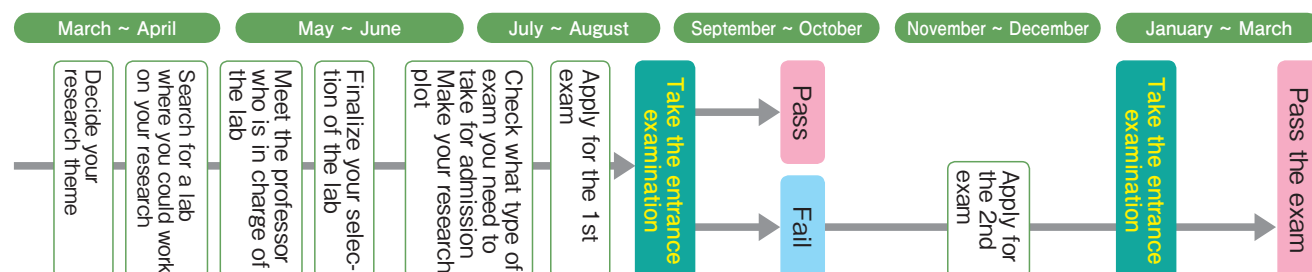 March ~ April
May ~ June
July ~ August
September ~ October
November ~ December
January ~ March
Decide your
research theme
Search for a lab
where you could work
on your research
Meet the professor
who is in charge of
the lab
Finalize your selec-
tion of the lab
Check what type of
exam you need to
take for admission
Make your research
plot
Apply for the 1st
exam
Take the entrance
examination
Pass
Fail
Apply for
the 2nd
exam
Take the entrance
examination
Pass the exam